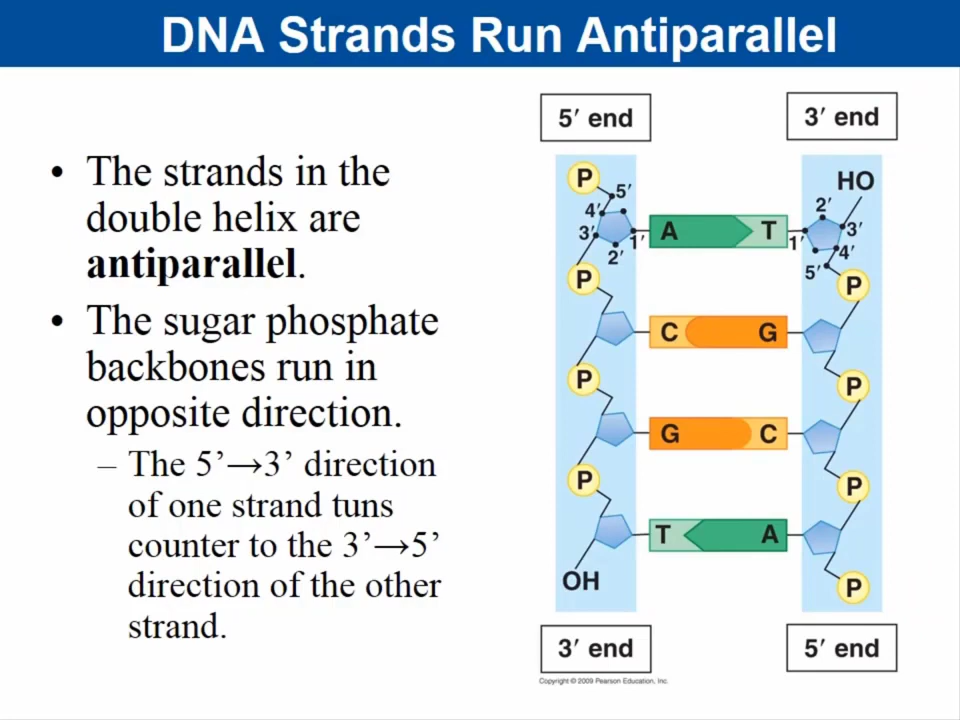 DNA Strands Run Antiparallel
• The strands in the
double helix are
antiparallel.
• The sugar phosphate
backbones run in
opposite direction.
– The 5’→3’ direction
of one strand tuns
counter to the 3’→5’
direction of the other
strand.
5′ end
3′ end
P
5′
4′
3′
2′
1′
A
T
HO
2′
1′
3′
4′
5′
P
P
C
G
P
P
G
C
P
P
T
A
OH
P
3′ end
5′ end
Copyright © 2009 Pearson Education, Inc.